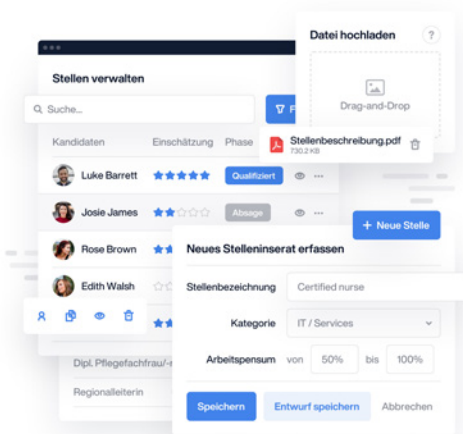 Datei hochladen
?
Drag-and-Drop
Stellenbeschreibung.pdf
730.2 KB
Stellen verwalten
Suche...
F
Kandidaten Einschätzung Phase
Luke Barrett Qualifiziert
Josie James Absage
+ Neue Stelle
Rose Brown
Edith Walsh
Neues Stelleninserat erfassen
Stellenbezeichnung Certified nurse
Kategorie IT / Services
Arbeitspensum von 50% bis 100%
Speichern Entwurf speichern Abbrechen
Dipl. Pflegefachfrau/-
Regionalleiterin